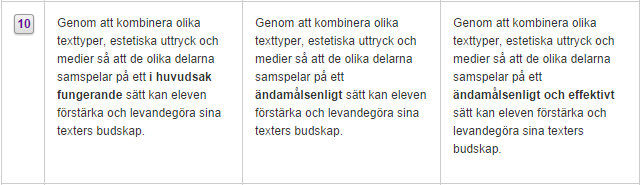 10
Genom att kombinera olika
texttyper, estetiska uttryck och
medier så att de olika delarna
samspelar på ett i huvudsak
fungerande sätt kan eleven
förstärka och levandegöra sina
texters budskap.
Genom att kombinera olika
texttyper, estetiska uttryck och
medier så att de olika delarna
samspelar på ett
ändamålsenligt sätt kan eleven
förstärka och levandegöra sina
texters budskap.
Genom att kombinera olika
texttyper, estetiska uttryck och
medier så att de olika delarna
samspelar på ett
ändamålsenligt och effektivt
sätt kan eleven förstärka och
levandegöra sina texters
budskap.